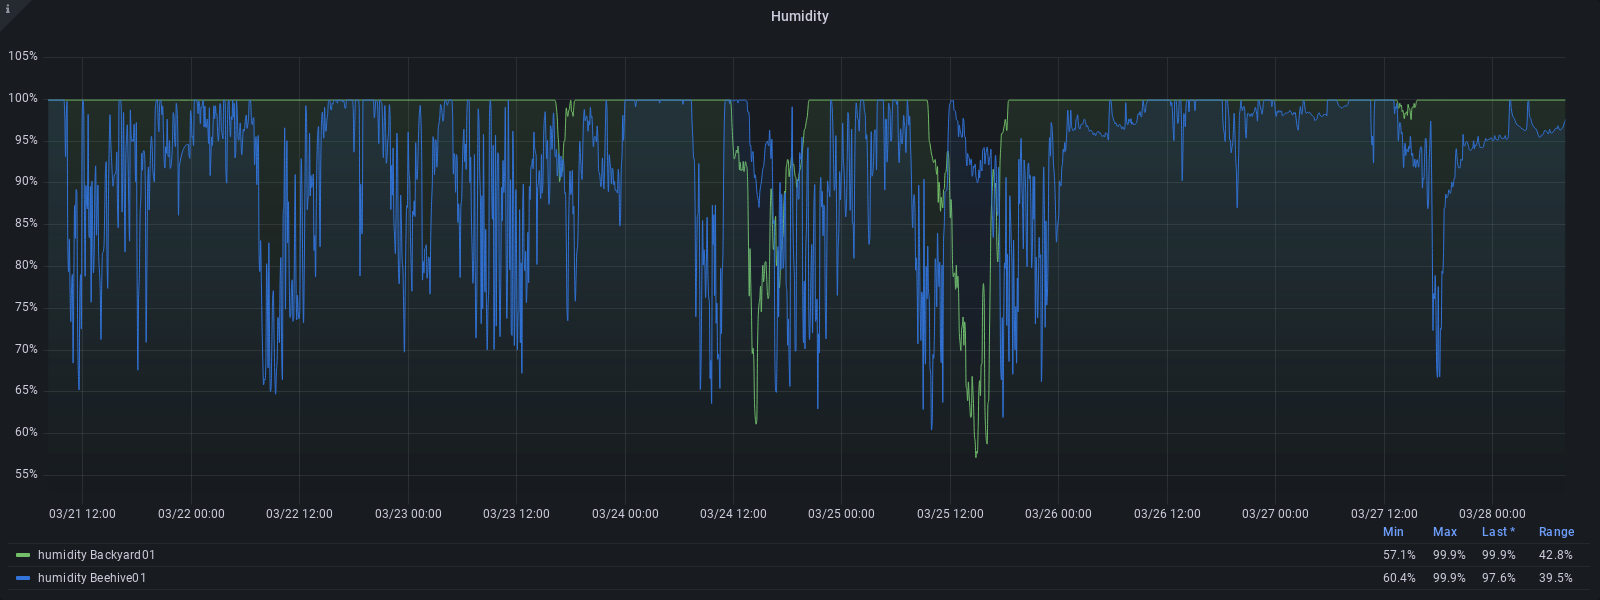 i
Humidity
105%
100%
95%
90%
85%
80%
75%
70%
65%
60%
55%
03/21 12:00 03/22 00:00 03/22 12:00 03/23 00:00 03/23 12:00 03/24 00:00 03/24 12:00 03/25 00:00 03/25 12:00 03/26 00:00 03/26 12:00 03/27 00:00 03/27 12:00 03/28 00:00
Min Max Last * Range
humidity Backyard01 57.1% 99.9% 99.9% 42.8%
humidity Beehive01 60.4% 99.9% 97.6% 39.5%